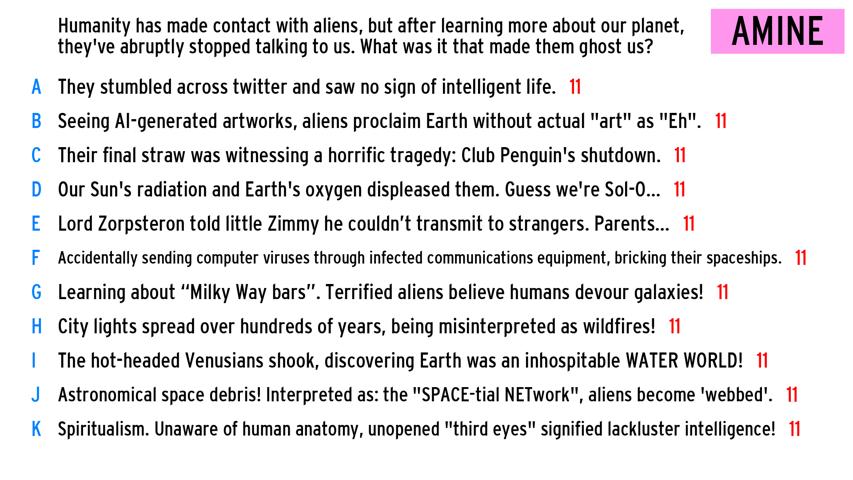 Humanity has made contact with aliens, but after learning more about our planet,
they've abruptly stopped talking to us. What was it that made them ghost us?
AMINE
A They stumbled across twitter and saw no sign of intelligent life. 11
B Seeing AI-generated artworks, aliens proclaim Earth without actual "art" as "Eh". 11
C Their final straw was witnessing a horrific tragedy: Club Penguin's shutdown. 11
D Our Sun's radiation and Earth's oxygen displeased them. Guess we're Sol-O... 11
E Lord Zorpsteron told little Zimmy he couldn’t transmit to strangers. Parents... 11
F Accidentally sending computer viruses through infected communications equipment, bricking their spaceships. 11
G Learning about “Milky Way bars”. Terrified aliens believe humans devour galaxies! 11
H City lights spread over hundreds of years, being misinterpreted as wildfires! 11
I The hot-headed Venusians shook, discovering Earth was an inhospitable WATER WORLD! 11
J Astronomical space debris! Interpreted as: the "SPACE-tial NETwork", aliens become 'webbed'. 11
K Spiritualism. Unaware of human anatomy, unopened "third eyes" signified lackluster intelligence! 11